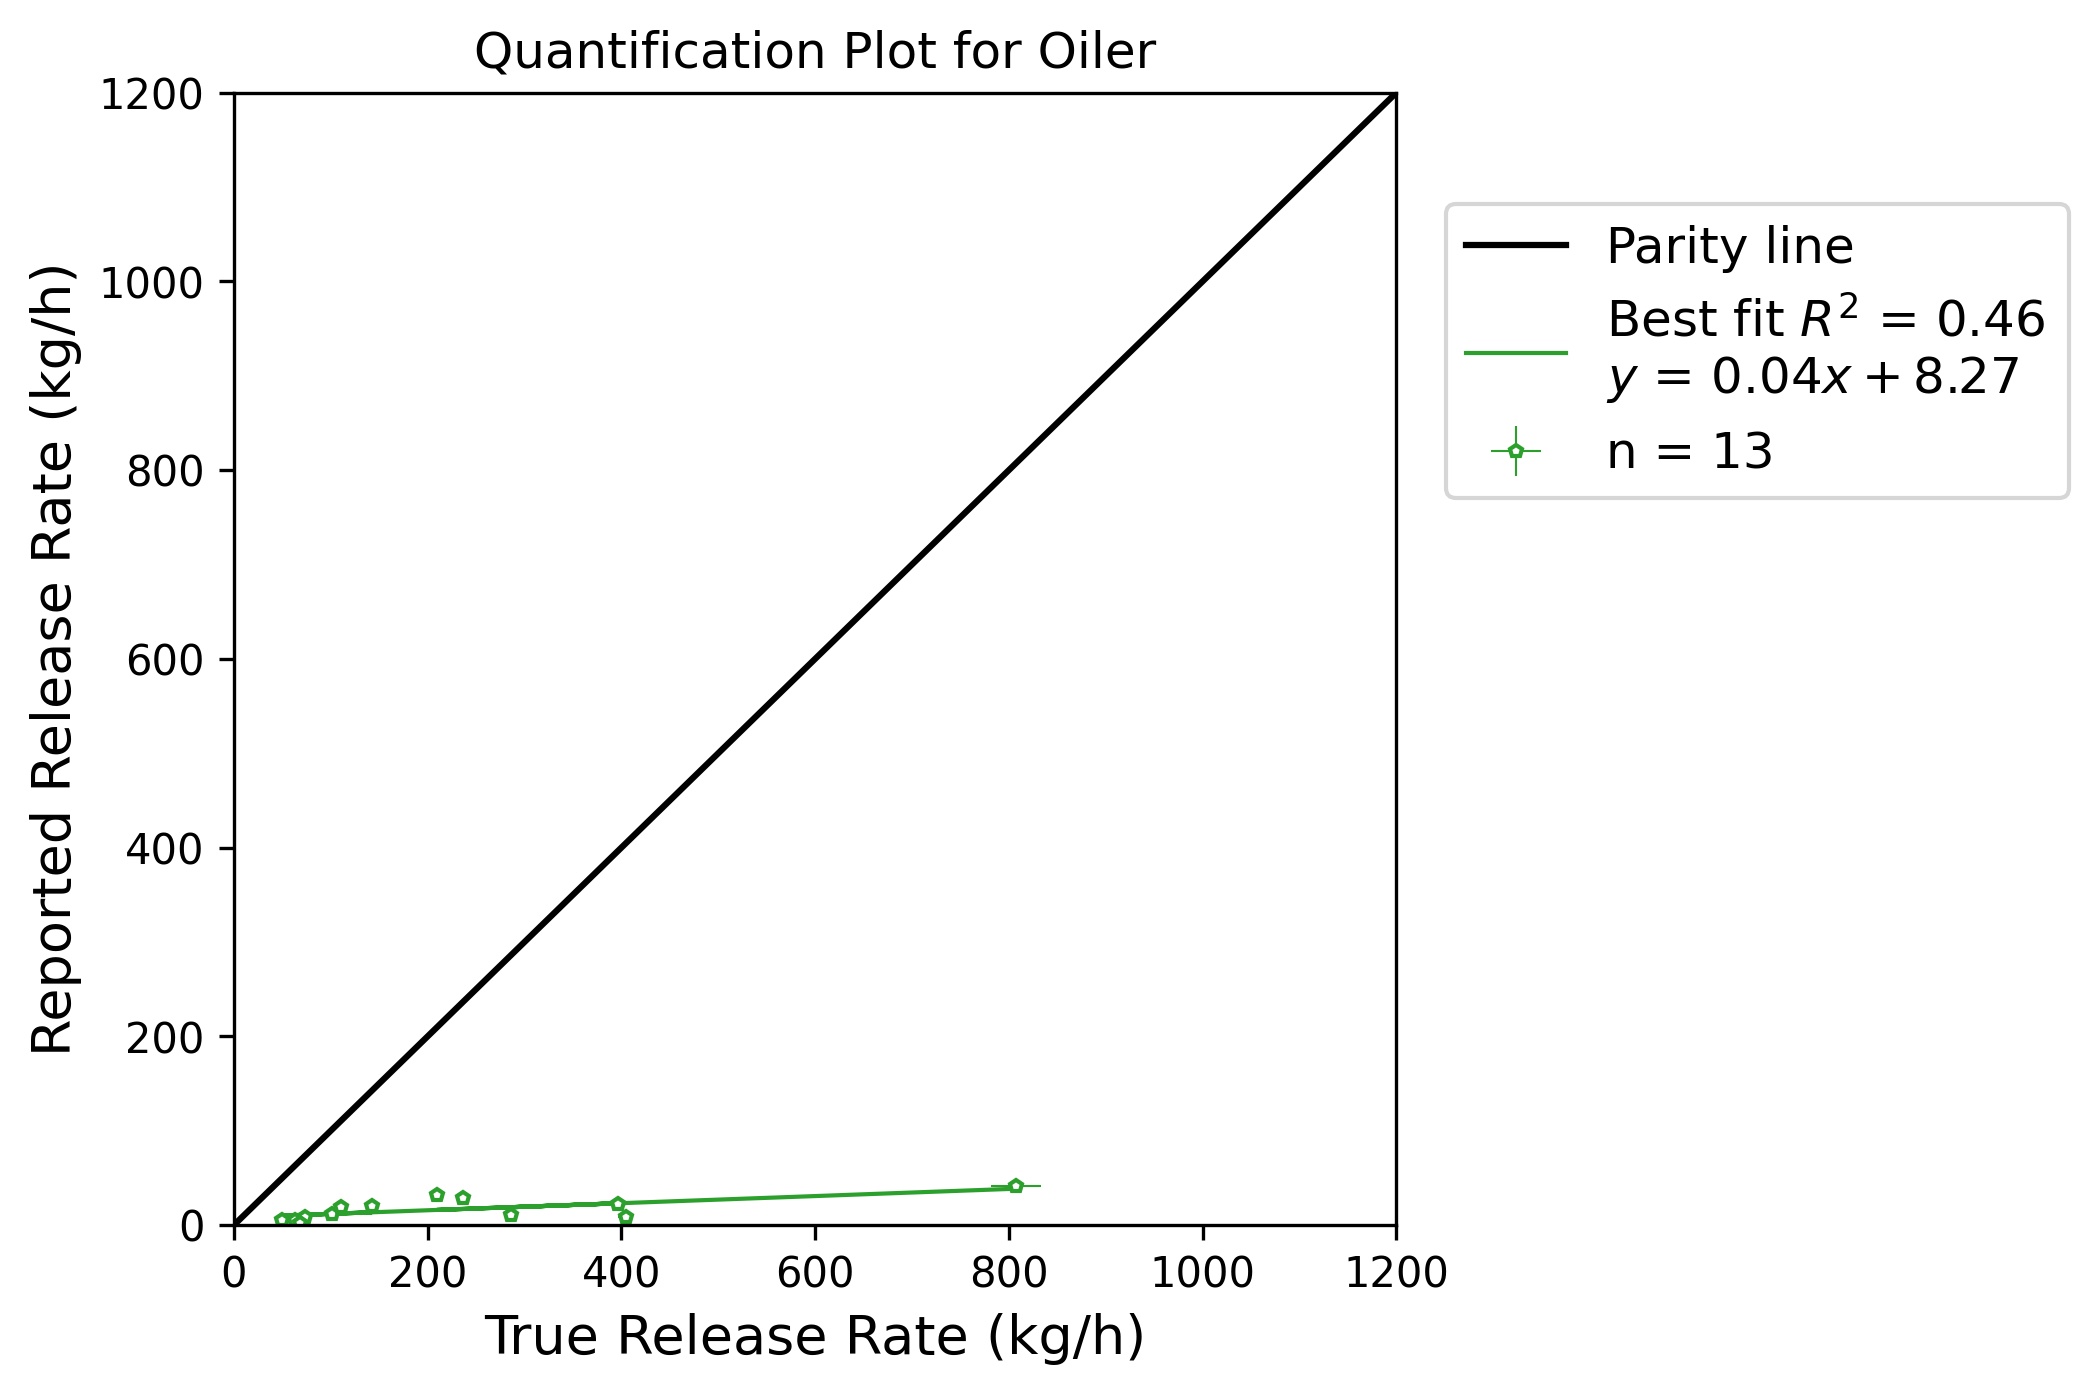 Quantification Plot for Oiler
1200
1000
800
600
400
200
0
Reported Release Rate (kg/h)
0 200 400 600 800 1000 1200
True Release Rate (kg/h)
Parity line
Best fit R² = 0.46
y = 0.04x + 8.27
n = 13